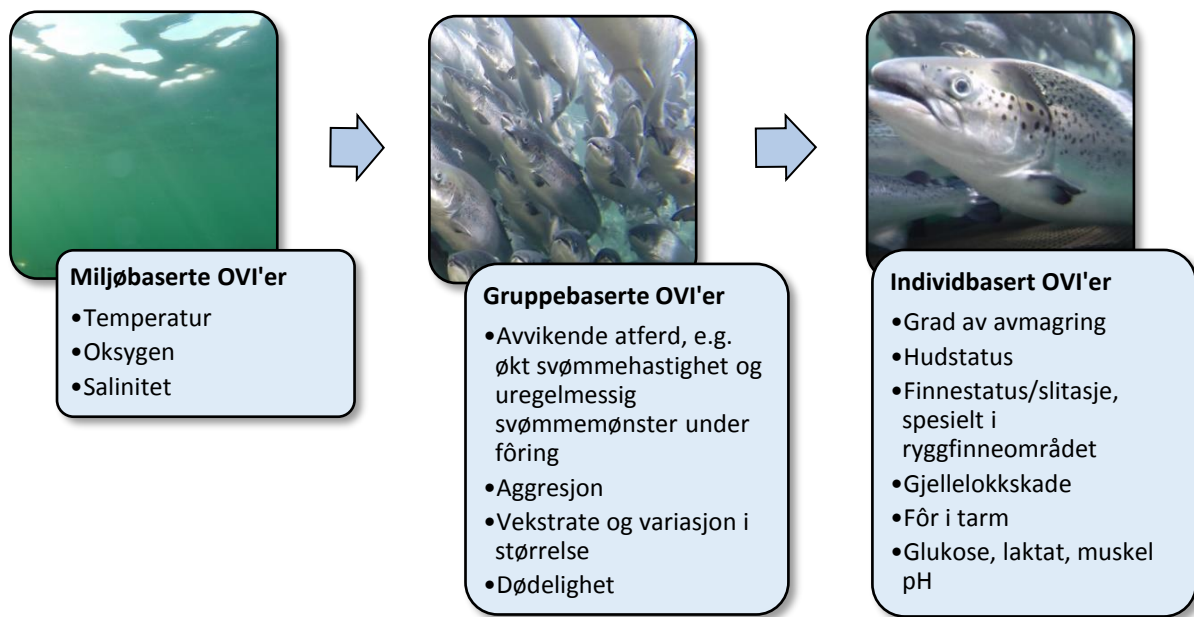 Miljøbaserte OVI'er
•Temperatur
•Oksygen
•Salinitet
Gruppebaserte OVI'er
•Avvikende atferd, e.g.
økt svømmehastighet og
uregelmessig
svømmemønster under
fôring
•Aggresjon
•Vekstrate og variasjon i
størrelse
•Dødelighet
Individbasert OVI'er
•Grad av avmagring
•Hudstatus
•Finnestatus/slitasje,
spesielt i
ryggfinneområdet
•Gjellelokkskade
•Fôr i tarm
•Glukose, laktat, muskel
pH